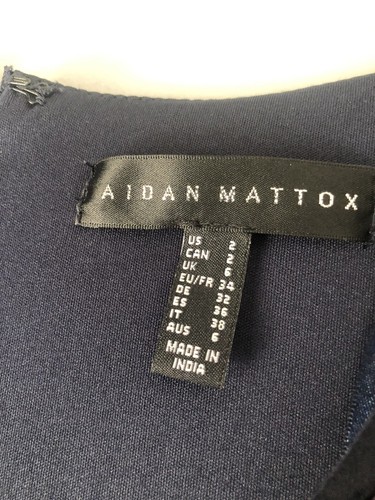 AIDAN MATTOX
US 2
CAN 2
UK 6
EU/FR 34
DE 32
ES 36
IT 38
AUS 6
MADE IN
INDIA